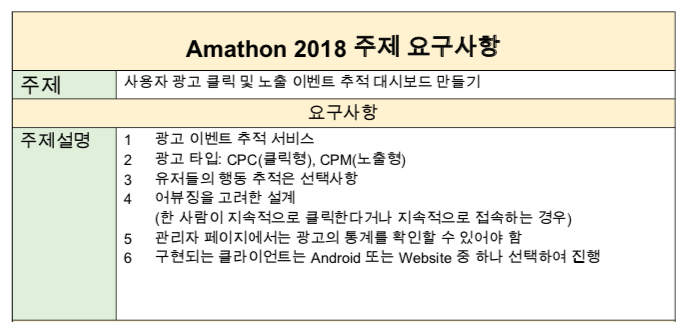 Amathon 2018 주제 요구사항
주제 사용자 광고 클릭 및 노출 이벤트 추적 대시보드 만들기
요구사항
주제설명 1 광고 이벤트 추적 서비스
2 광고 타입: CPC(클릭형), CPM(노출형)
3 유저들의 행동 추적은 선택사항
4 어뷰징을 고려한 설계
(한 사람이 지속적으로 클릭한다거나 지속적으로 접속하는 경우)
5 관리자 페이지에서는 광고의 통계를 확인할 수 있어야 함
6 구현되는 클라이언트는 Android 또는 Website 중 하나 선택하여 진행